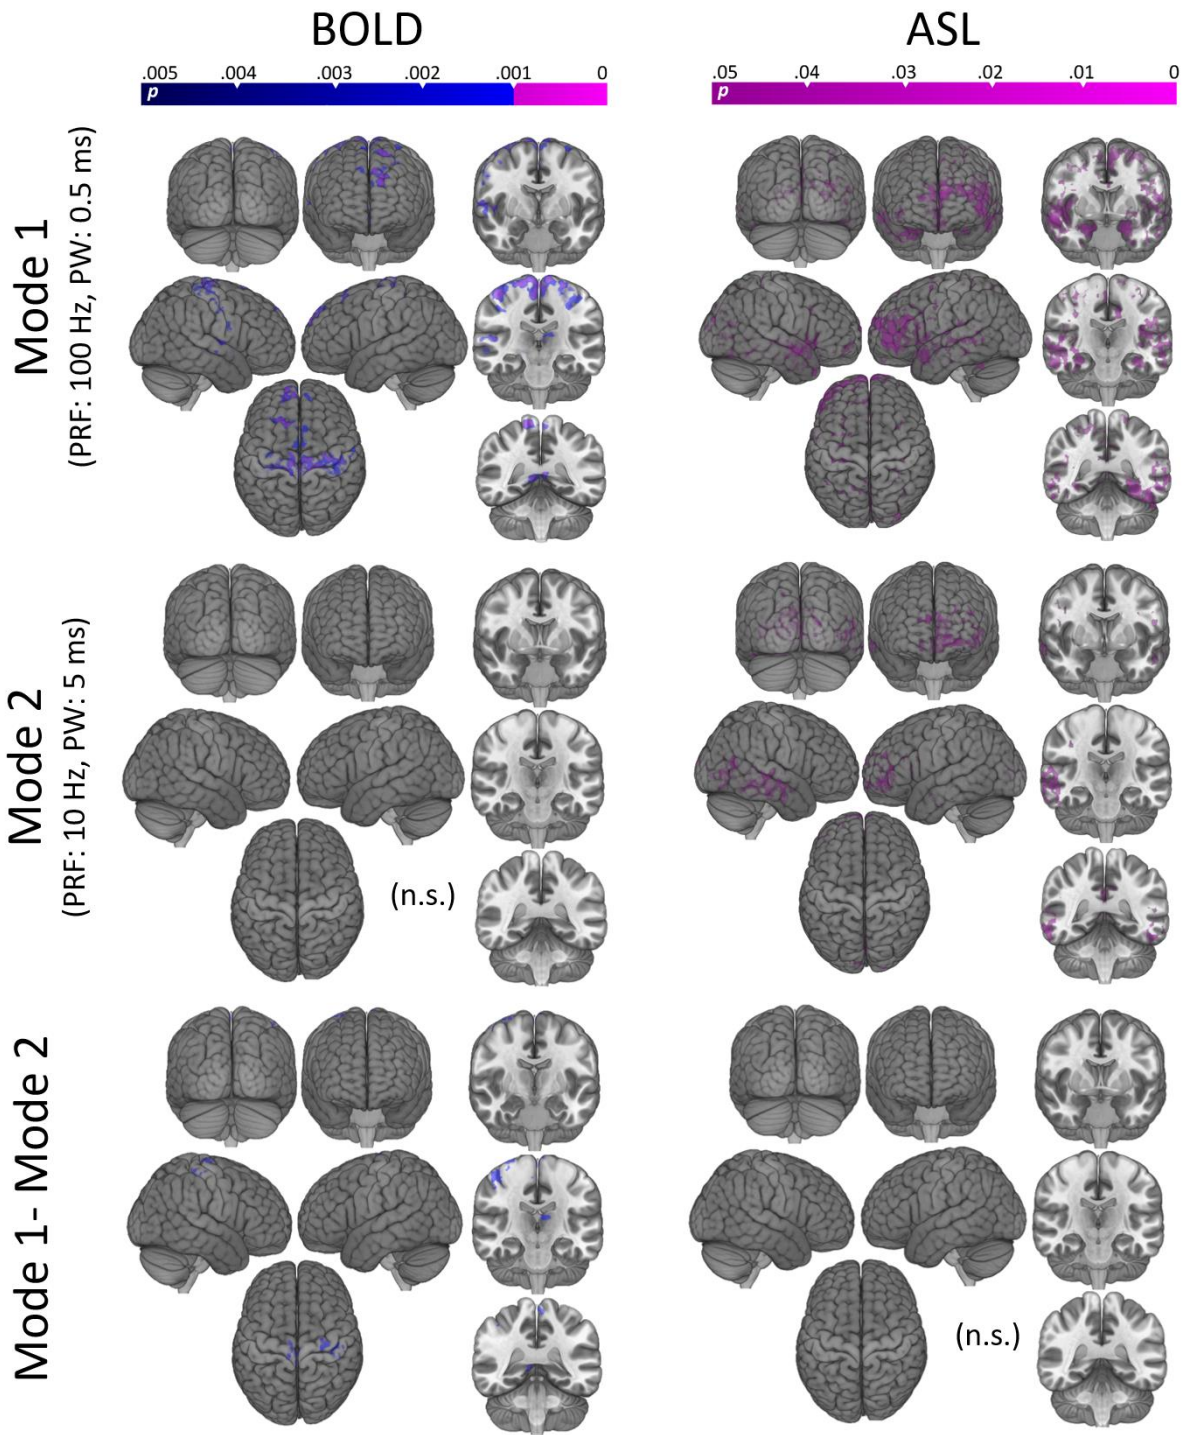 BOLD
ASL
.005 .004 .003 .002 .001 0
p
.05 .04 .03 .02 .01 0
p
Mode 1
(PRF: 100 Hz, PW: 0.5 ms)
Mode 2
(PRF: 10 Hz, PW: 5 ms)
(n.s.)
Mode 1- Mode 2
(n.s.)